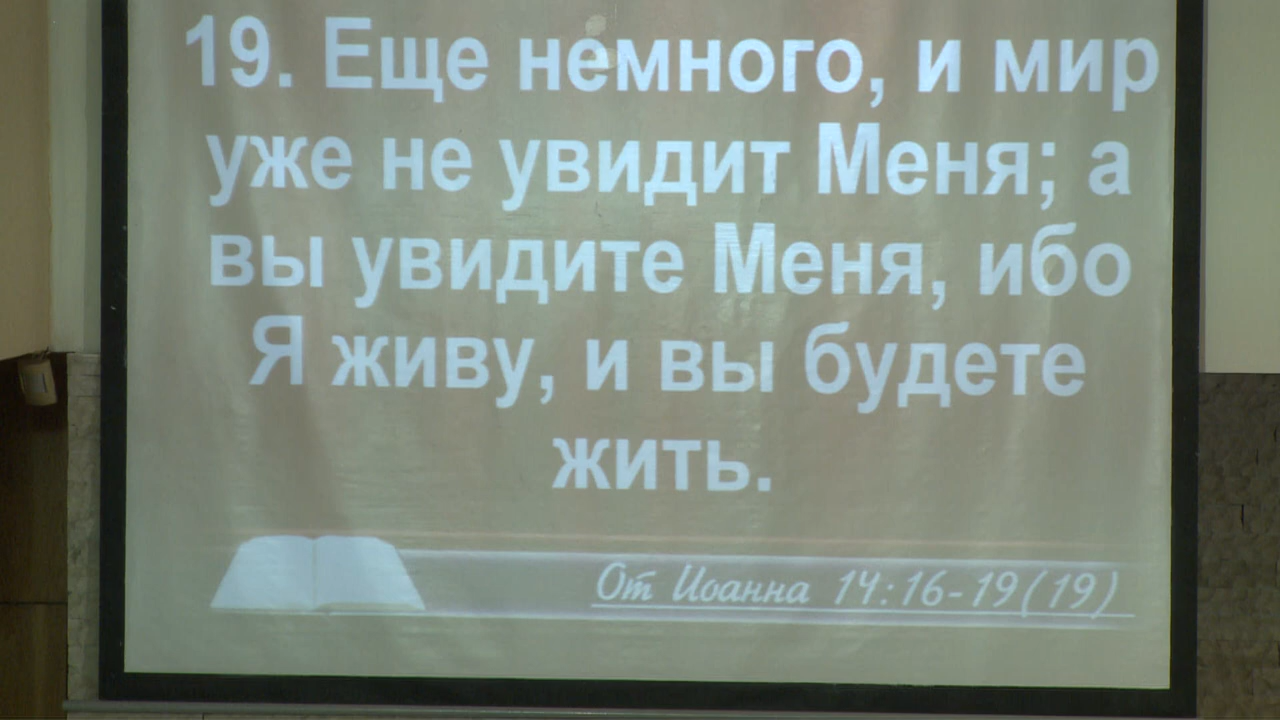 19. Еще немного, и мир
уже не увидит Меня; а
вы увидите Меня, ибо
Я живу, и вы будете
жить.
От Иоанна 14:16-19(19)